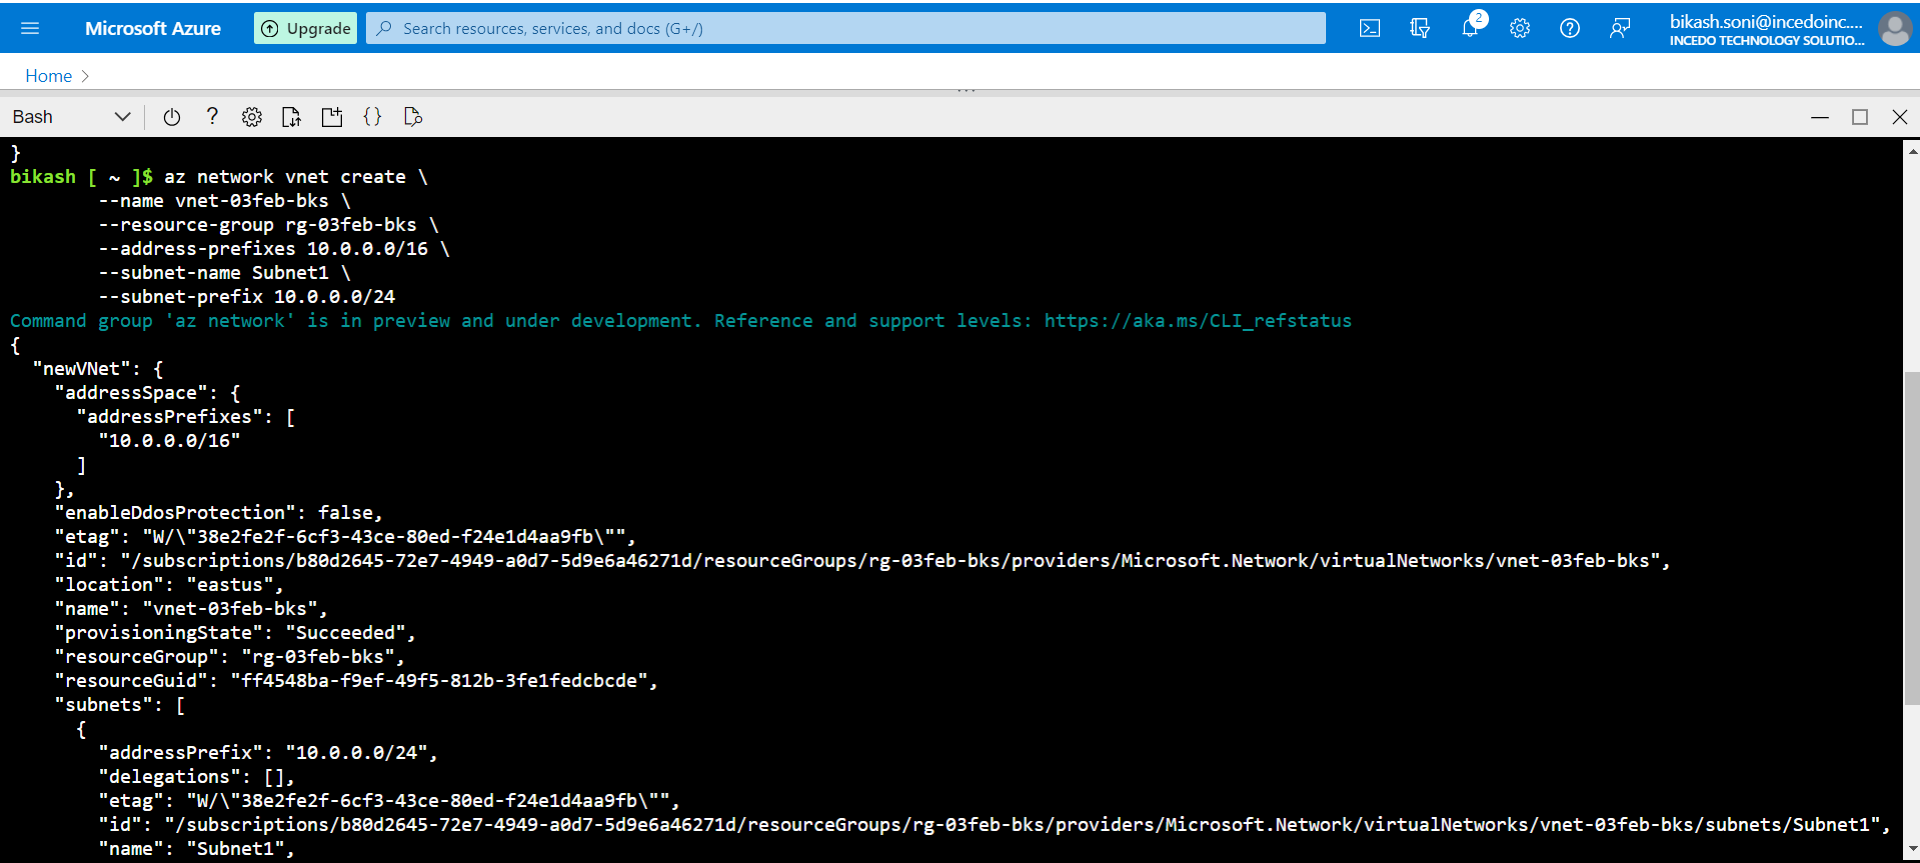 Microsoft Azure
Upgrade
Search resources, services, and docs (G+/)
2
bikash.soni@incedoinc....
INCEDO TECHNOLOGY SOLUTIO...
Home >
Bash
}
bikash [ ~ ]$ az network vnet create \
        --name vnet-03feb-bks \
        --resource-group rg-03feb-bks \
        --address-prefixes 10.0.0.0/16 \
        --subnet-name Subnet1 \
        --subnet-prefix 10.0.0.0/24
Command group 'az network' is in preview and under development. Reference and support levels: https://aka.ms/CLI_refstatus
{
  "newVNet": {
    "addressSpace": {
      "addressPrefixes": [
        "10.0.0.0/16"
      ]
    },
    "enableDdosProtection": false,
    "etag": "W/\"38e2fe2f-6cf3-43ce-80ed-f24e1d4aa9fb\"",
    "id": "/subscriptions/b80d2645-72e7-4949-a0d7-5d9e6a46271d/resourceGroups/rg-03feb-bks/providers/Microsoft.Network/virtualNetworks/vnet-03feb-bks",
    "location": "eastus",
    "name": "vnet-03feb-bks",
    "provisioningState": "Succeeded",
    "resourceGroup": "rg-03feb-bks",
    "resourceGuid": "ff4548ba-f9ef-49f5-812b-3fe1fedcbcde",
    "subnets": [
      {
        "addressPrefix": "10.0.0.0/24",
        "delegations": [],
        "etag": "W/\"38e2fe2f-6cf3-43ce-80ed-f24e1d4aa9fb\"",
        "id": "/subscriptions/b80d2645-72e7-4949-a0d7-5d9e6a46271d/resourceGroups/rg-03feb-bks/providers/Microsoft.Network/virtualNetworks/vnet-03feb-bks/subnets/Subnet1",
        "name": "Subnet1",